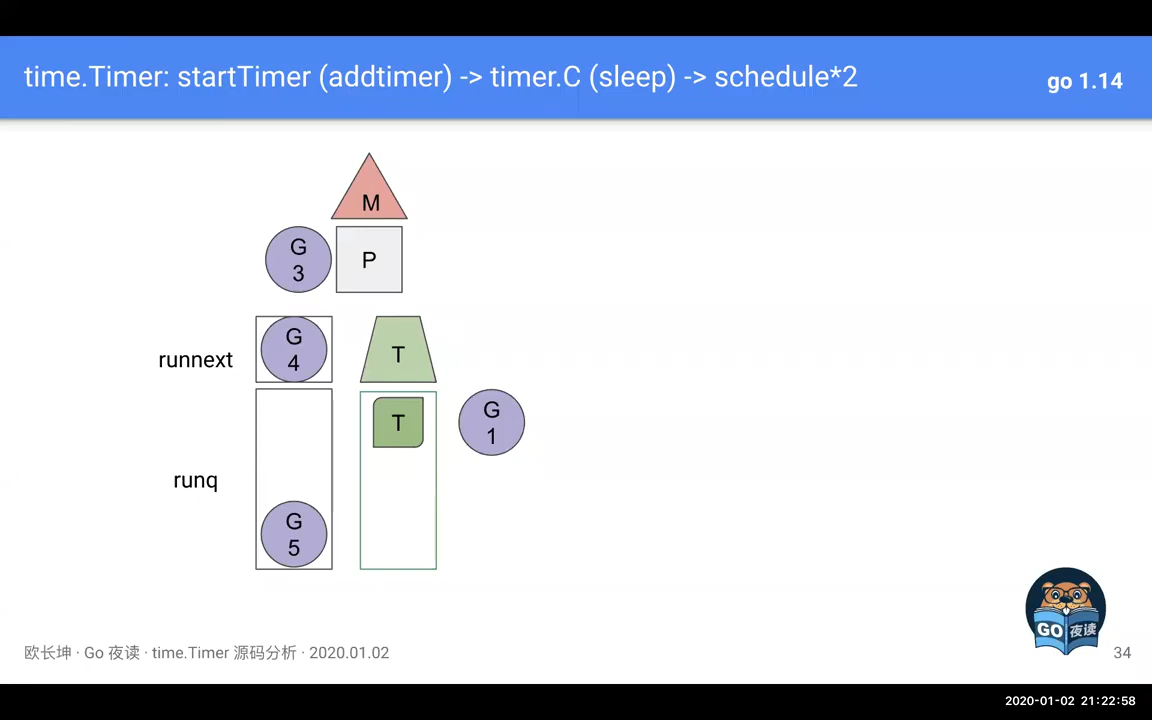 time.Timer: startTimer (addtimer) -> timer.C (sleep) -> schedule*2
go 1.14
M
G
3
P
runnext
G
4
T
T
G
1
runq
G
5
GO 夜读
欧长坤 · Go 夜读 · time.Timer 源码分析 · 2020.01.02
34
2020-01-02 21:22:58